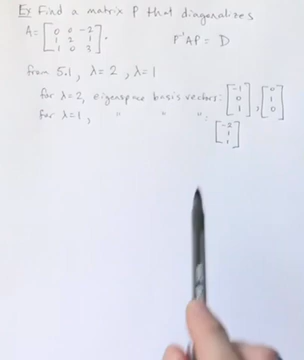 Ex Find a matrix P that diagonalizes
A = [0 0 -2; 1 2 1; 1 0 3]. P⁻¹AP = D
from 5.1, λ = 2, λ = 1
for λ=2, eigenspace basis vectors: [-1; 0; 1], [0; 1; 0]
for λ=1, " " " : [-2; 1; 1]